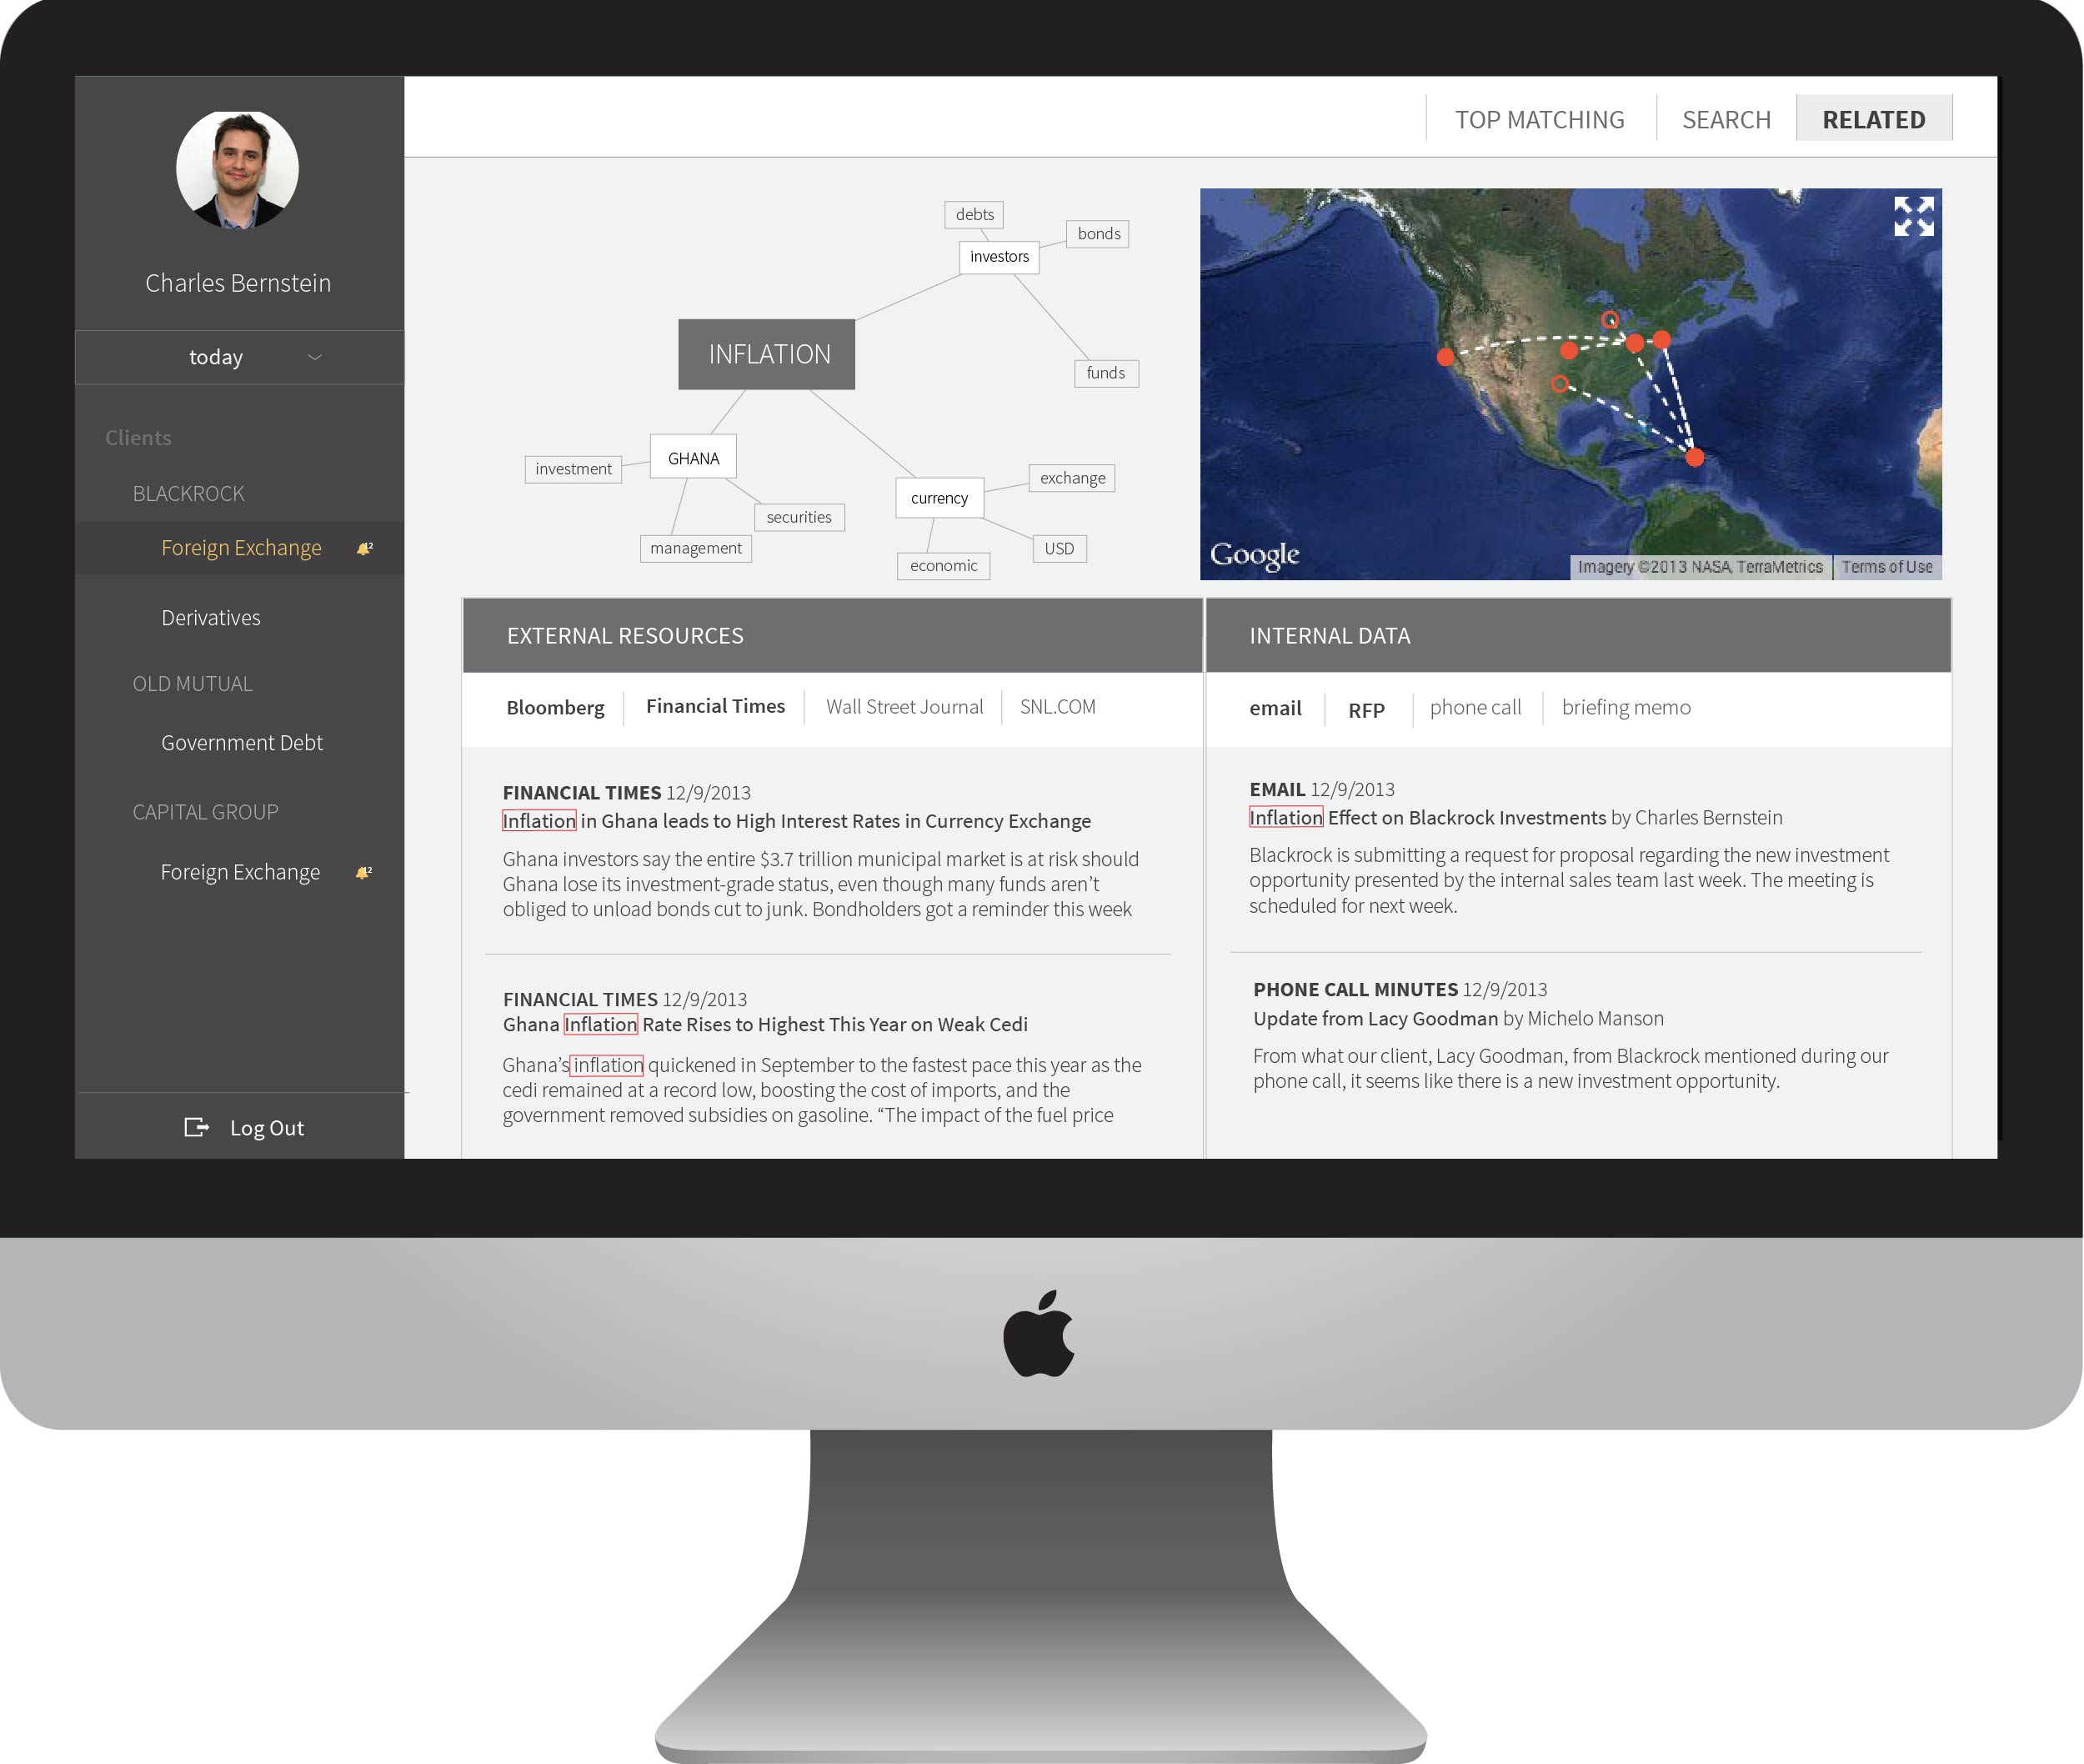 Charles Bernstein
today
Clients
BLACKROCK
Foreign Exchange 12
Derivatives
OLD MUTUAL
Government Debt
CAPITAL GROUP
Foreign Exchange 12
Log Out
TOP MATCHING
SEARCH
RELATED
debts
bonds
investors
INFLATION
funds
GHANA
investment
securities
management
currency
exchange
USD
economic
Google
Imagery ©2013 NASA, TerraMetrics
Terms of Use
EXTERNAL RESOURCES
Bloomberg
Financial Times
Wall Street Journal
SNL.COM
FINANCIAL TIMES 12/9/2013
Inflation in Ghana leads to High Interest Rates in Currency Exchange
Ghana investors say the entire $3.7 trillion municipal market is at risk should
Ghana lose its investment-grade status, even though many funds aren’t
obliged to unload bonds cut to junk. Bondholders got a reminder this week
FINANCIAL TIMES 12/9/2013
Ghana Inflation Rate Rises to Highest This Year on Weak Cedi
Ghana’s inflation quickened in September to the fastest pace this year as the
cedi remained at a record low, boosting the cost of imports, and the
government removed subsidies on gasoline. “The impact of the fuel price
INTERNAL DATA
email
RFP
phone call
briefing memo
EMAIL 12/9/2013
Inflation Effect on Blackrock Investments by Charles Bernstein
Blackrock is submitting a request for proposal regarding the new investment
opportunity presented by the internal sales team last week. The meeting is
scheduled for next week.
PHONE CALL MINUTES 12/9/2013
Update from Lacy Goodman by Michelo Manson
From what our client, Lacy Goodman, from Blackrock mentioned during our
phone call, it seems like there is a new investment opportunity.